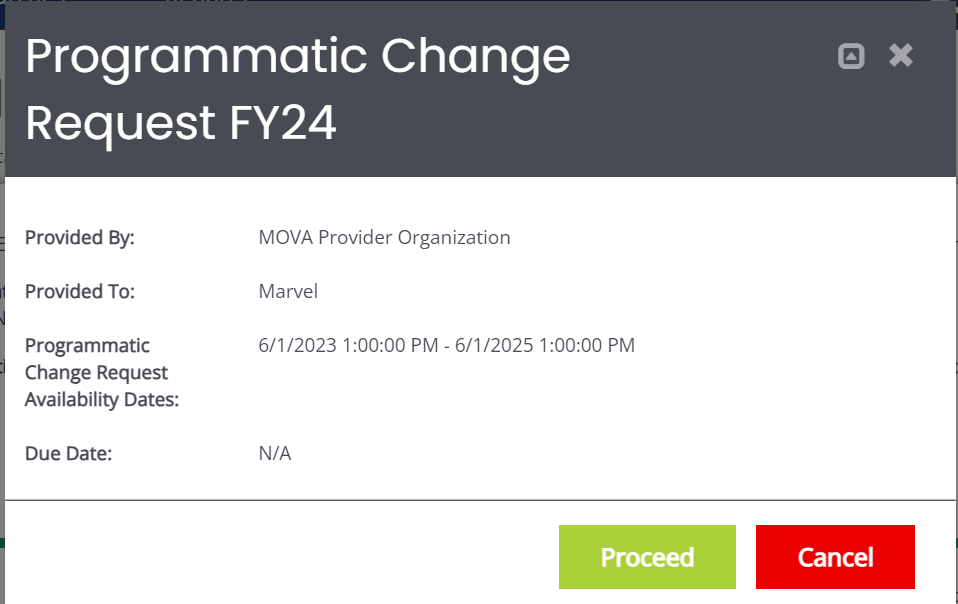 Programmatic Change
Request FY24
Provided By: MOVA Provider Organization
Provided To: Marvel
Programmatic 6/1/2023 1:00:00 PM - 6/1/2025 1:00:00 PM
Change Request
Availability Dates:
Due Date: N/A
Proceed Cancel